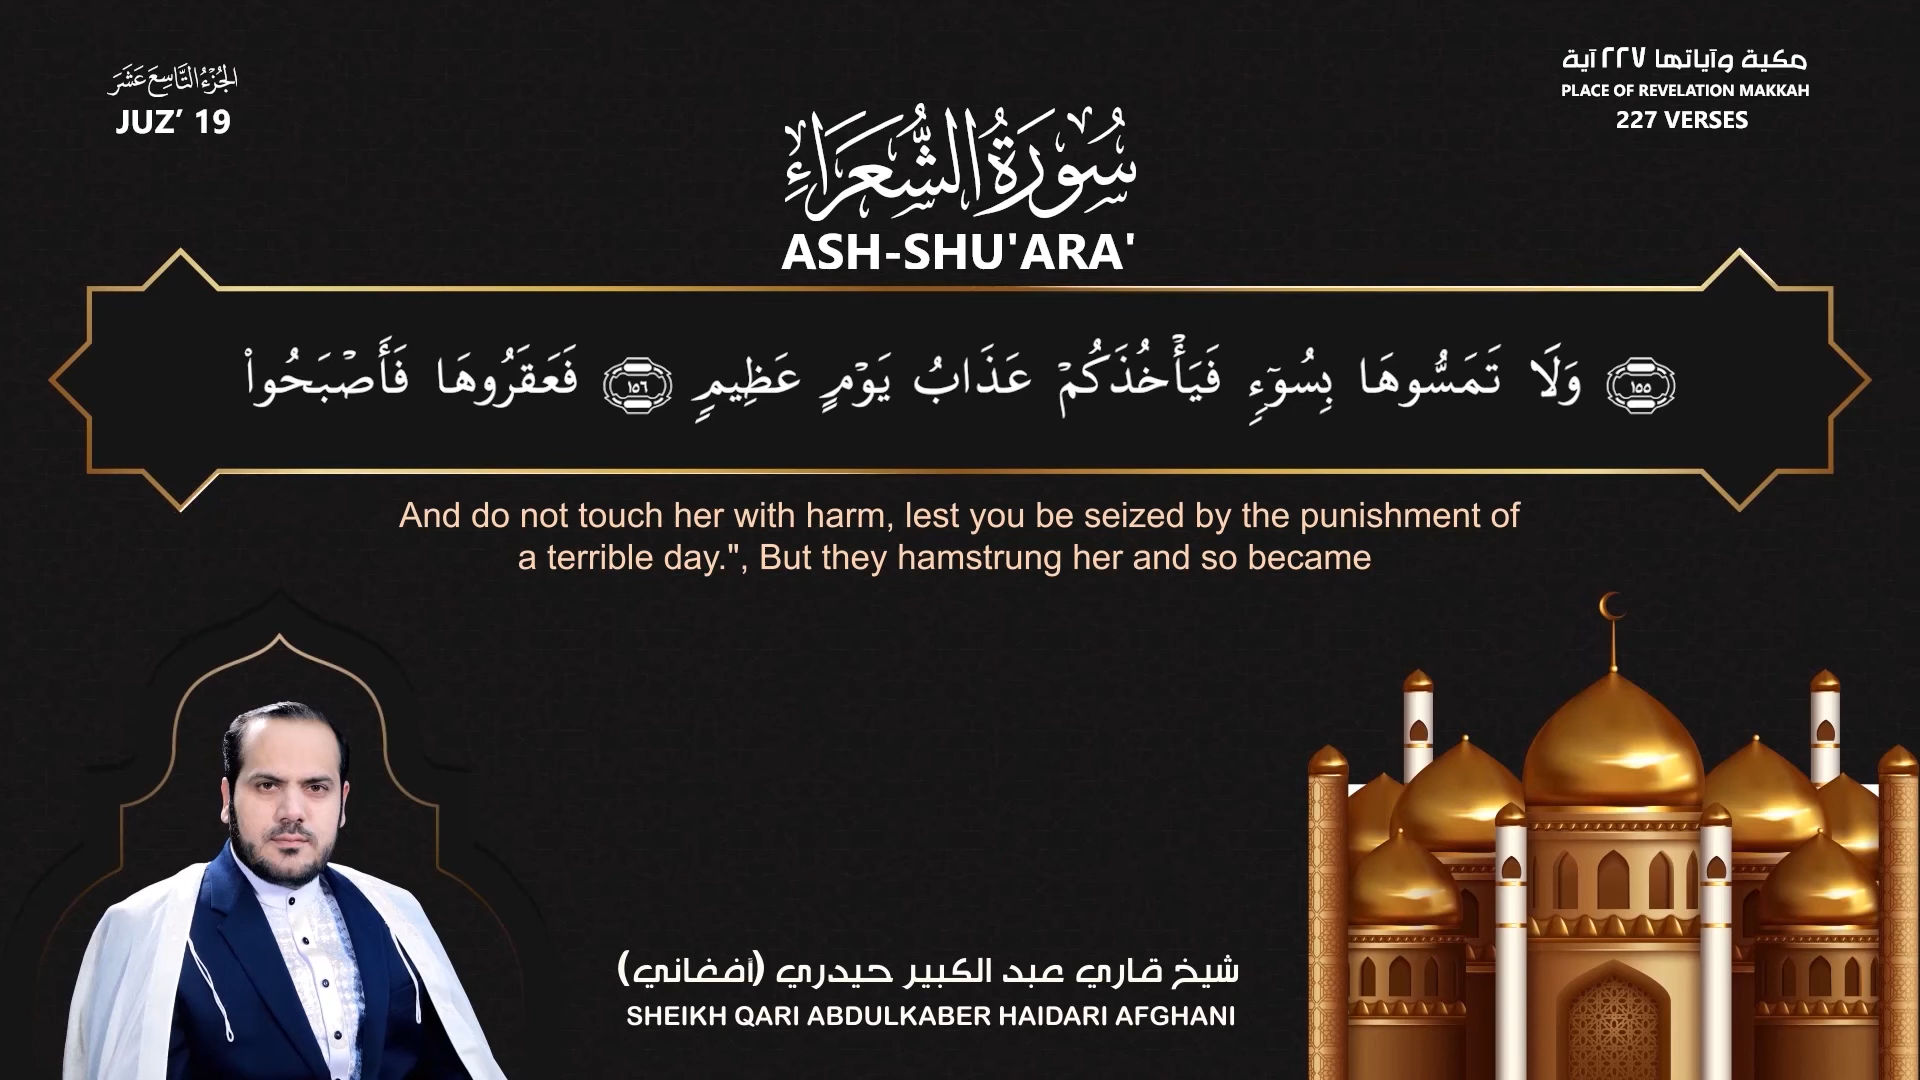 الجُزْءُ التَّاسِعَ عَشَرَ
JUZ’ 19
مكية وآياتها ٢٢٧ آية
PLACE OF REVELATION MAKKAH
227 VERSES
سُورَةُ الشُّعَرَاءِ
ASH-SHU'ARA'
١٥٥ وَلَا تَمَسُّوهَا بِسُوٓءٍ فَيَأْخُذَكُمْ عَذَابُ يَوْمٍ عَظِيمٍ ١٥٦ فَعَقَرُوهَا فَأَصْبَحُوا۟
And do not touch her with harm, lest you be seized by the punishment of
a terrible day.", But they hamstrung her and so became
شيخ قاري عبد الكبير حيدري (أفغاني)
SHEIKH QARI ABDULKABER HAIDARI AFGHANI